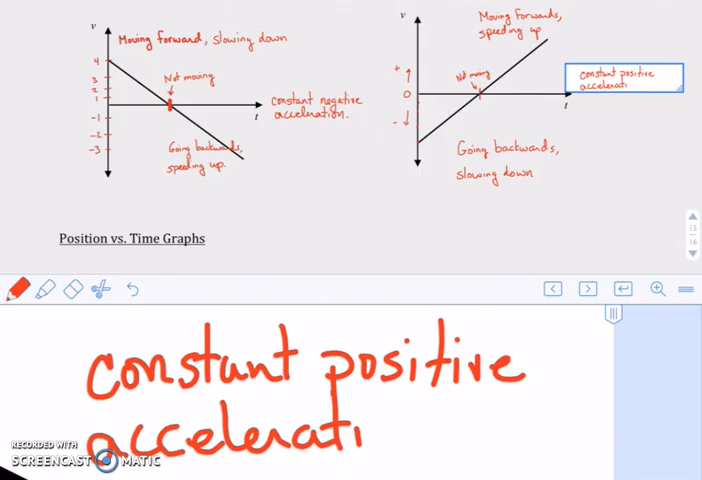 v
Moving forward, slowing down
4
3
2
1
-1
-2
-3
Not moving
t
constant negative
acceleration.
Going backwards,
speeding up.
v
Moving forwards,
speeding up
+
0
-
Not moving
t
constant positive
accelerati
Going backwards,
slowing down
Position vs. Time Graphs
15
16
constant positive
accelerati
RECORDED WITH
SCREENCAST MATIC